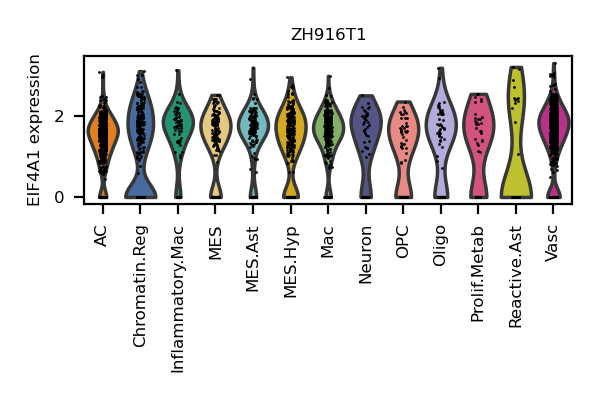 ZH916T1
EIF4A1 expression
2
0
AC
Chromatin.Reg
Inflammatory.Mac
MES
MES.Ast
MES.Hyp
Mac
Neuron
OPC
Oligo
Prolif.Metab
Reactive.Ast
Vasc